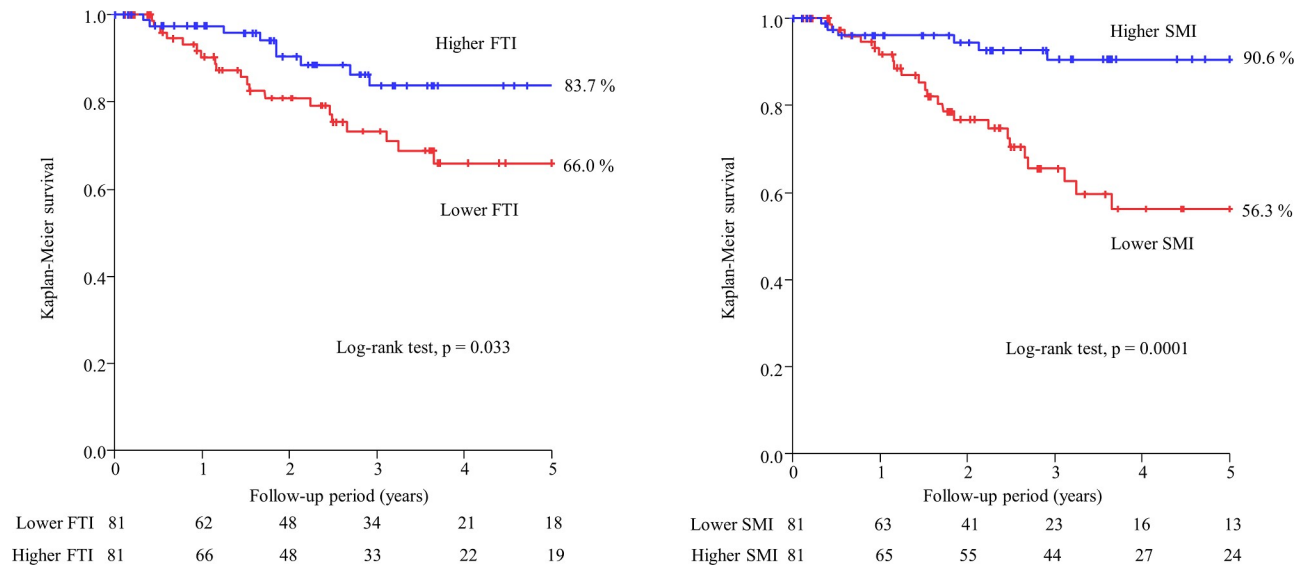 1.0
0.8
0.6
0.4
0.2
0.0
Kaplan-Meier survival
Higher FTI
83.7 %
66.0 %
Lower FTI
Log-rank test, p = 0.033
0 1 2 3 4 5
Follow-up period (years)
Lower FTI 81 62 48 34 21 18
Higher FTI 81 66 48 33 22 19
1.0
0.8
0.6
0.4
0.2
0.0
Kaplan-Meier survival
Higher SMI
90.6 %
56.3 %
Lower SMI
Log-rank test, p = 0.0001
0 1 2 3 4 5
Follow-up period (years)
Lower SMI 81 63 41 23 16 13
Higher SMI 81 65 55 44 27 24